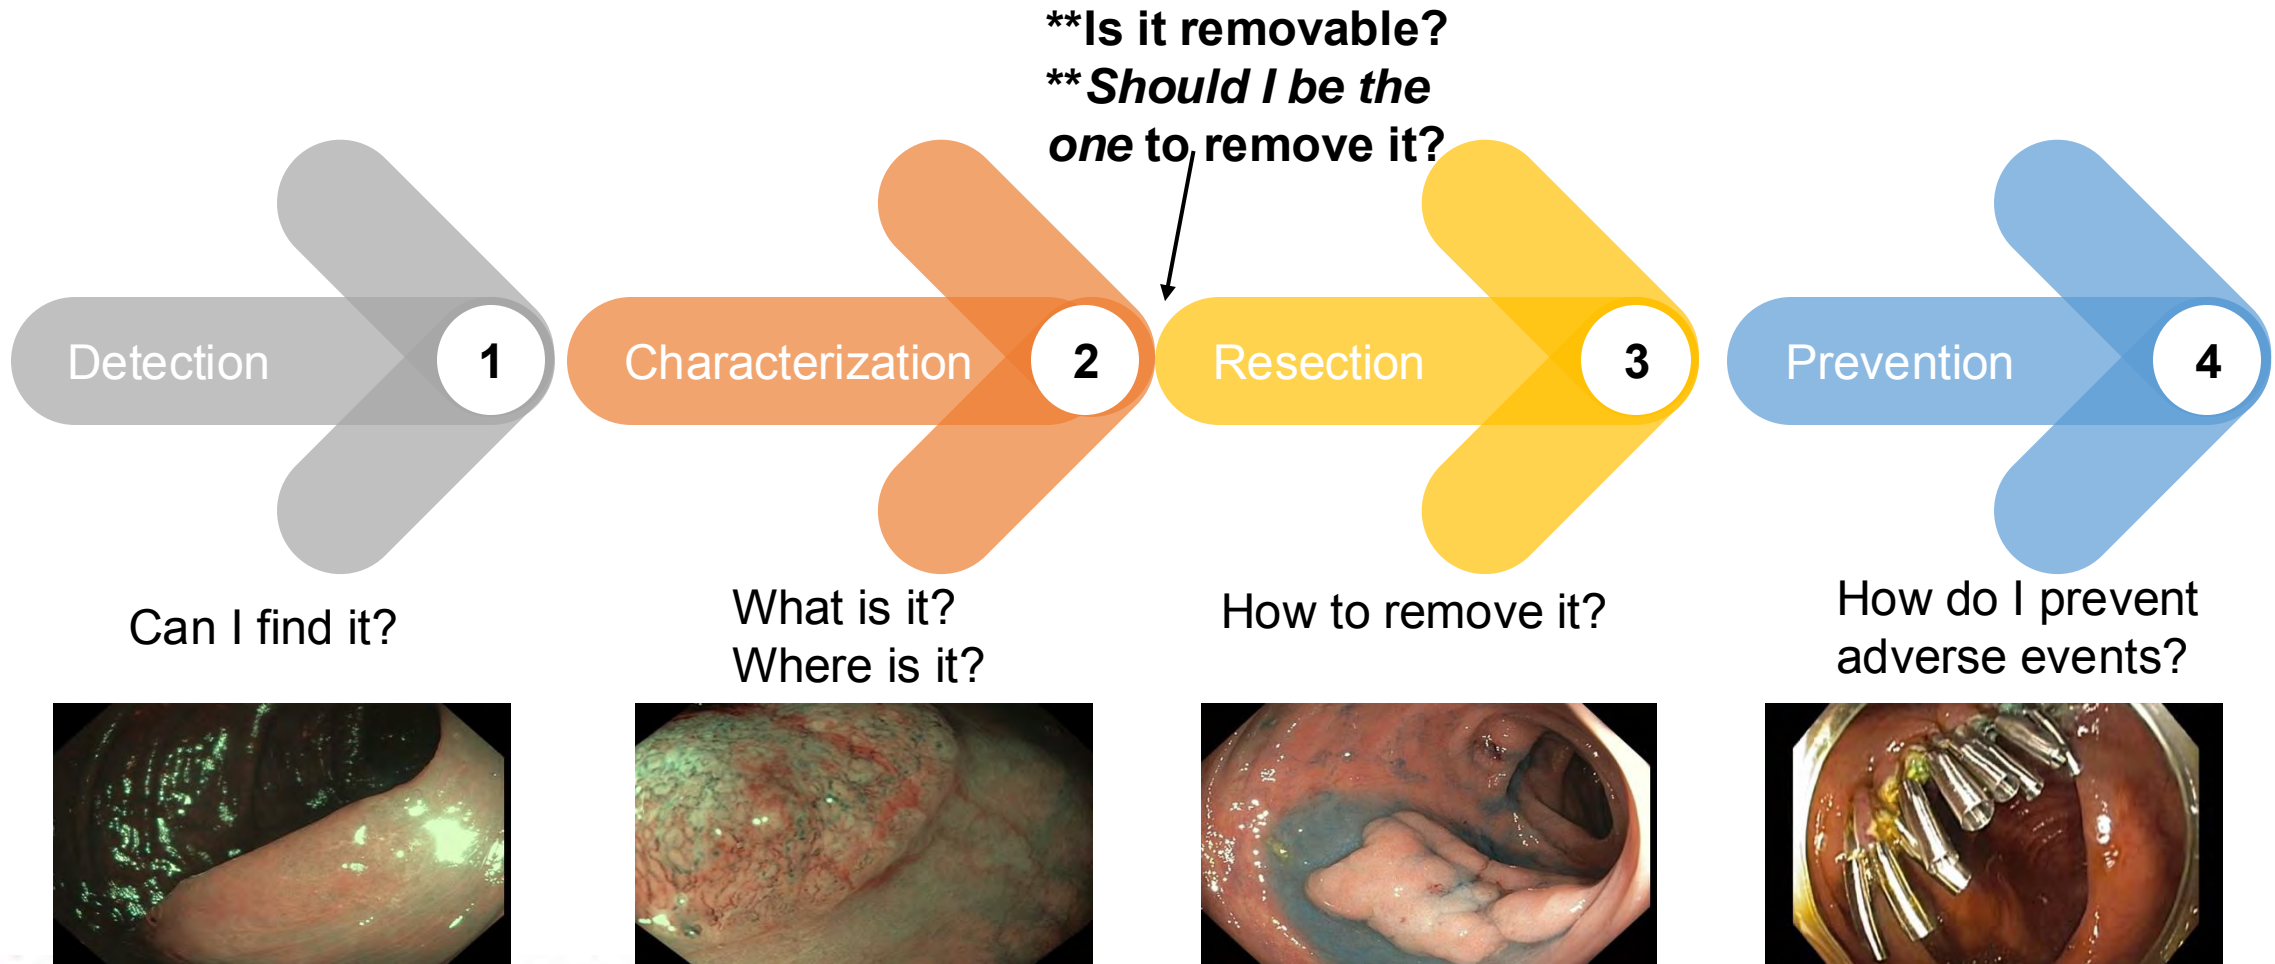 **Is it removable?
**Should I be the
one to remove it?
Detection
1
Characterization
2
Resection
3
Prevention
4
Can I find it?
What is it?
Where is it?
How to remove it?
How do I prevent
adverse events?